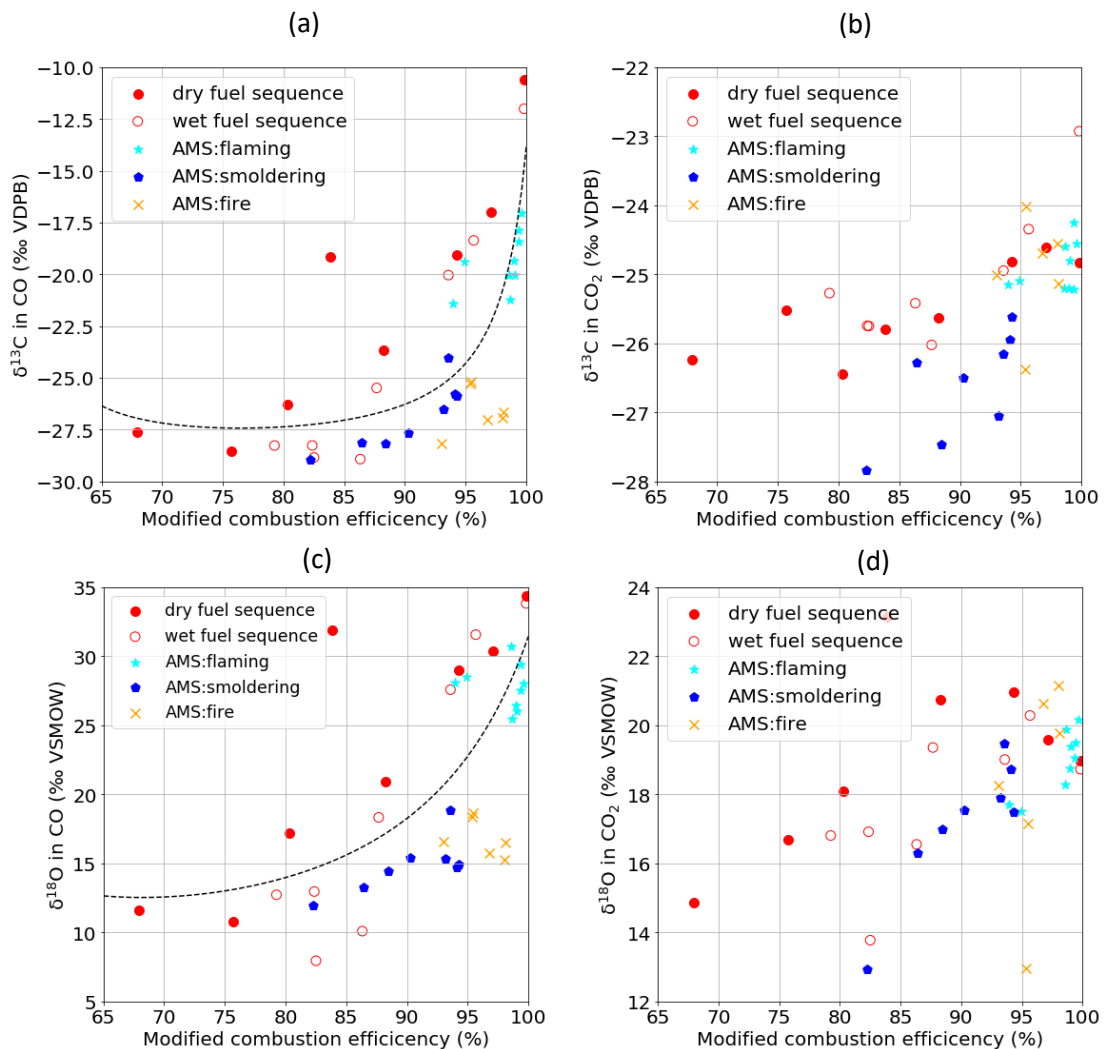 (a)
−10.0
−12.5
−15.0
−17.5
−20.0
−22.5
−25.0
−27.5
−30.0
δ¹³C in CO (‰ VDPB)
dry fuel sequence
wet fuel sequence
AMS:flaming
AMS:smoldering
AMS:fire
65 70 75 80 85 90 95 100
Modified combustion efficicency (%)
(b)
−22
−23
−24
−25
−26
−27
−28
δ¹³C in CO₂ (‰ VDPB)
dry fuel sequence
wet fuel sequence
AMS:flaming
AMS:smoldering
AMS:fire
65 70 75 80 85 90 95 100
Modified combustion efficicency (%)
(c)
35
30
25
20
15
10
5
δ¹⁸O in CO (‰ VSMOW)
dry fuel sequence
wet fuel sequence
AMS:flaming
AMS:smoldering
AMS:fire
65 70 75 80 85 90 95 100
Modified combustion efficicency (%)
(d)
24
22
20
18
16
14
12
δ¹⁸O in CO₂ (‰ VSMOW)
dry fuel sequence
wet fuel sequence
AMS:flaming
AMS:smoldering
AMS:fire
65 70 75 80 85 90 95 100
Modified combustion efficicency (%)